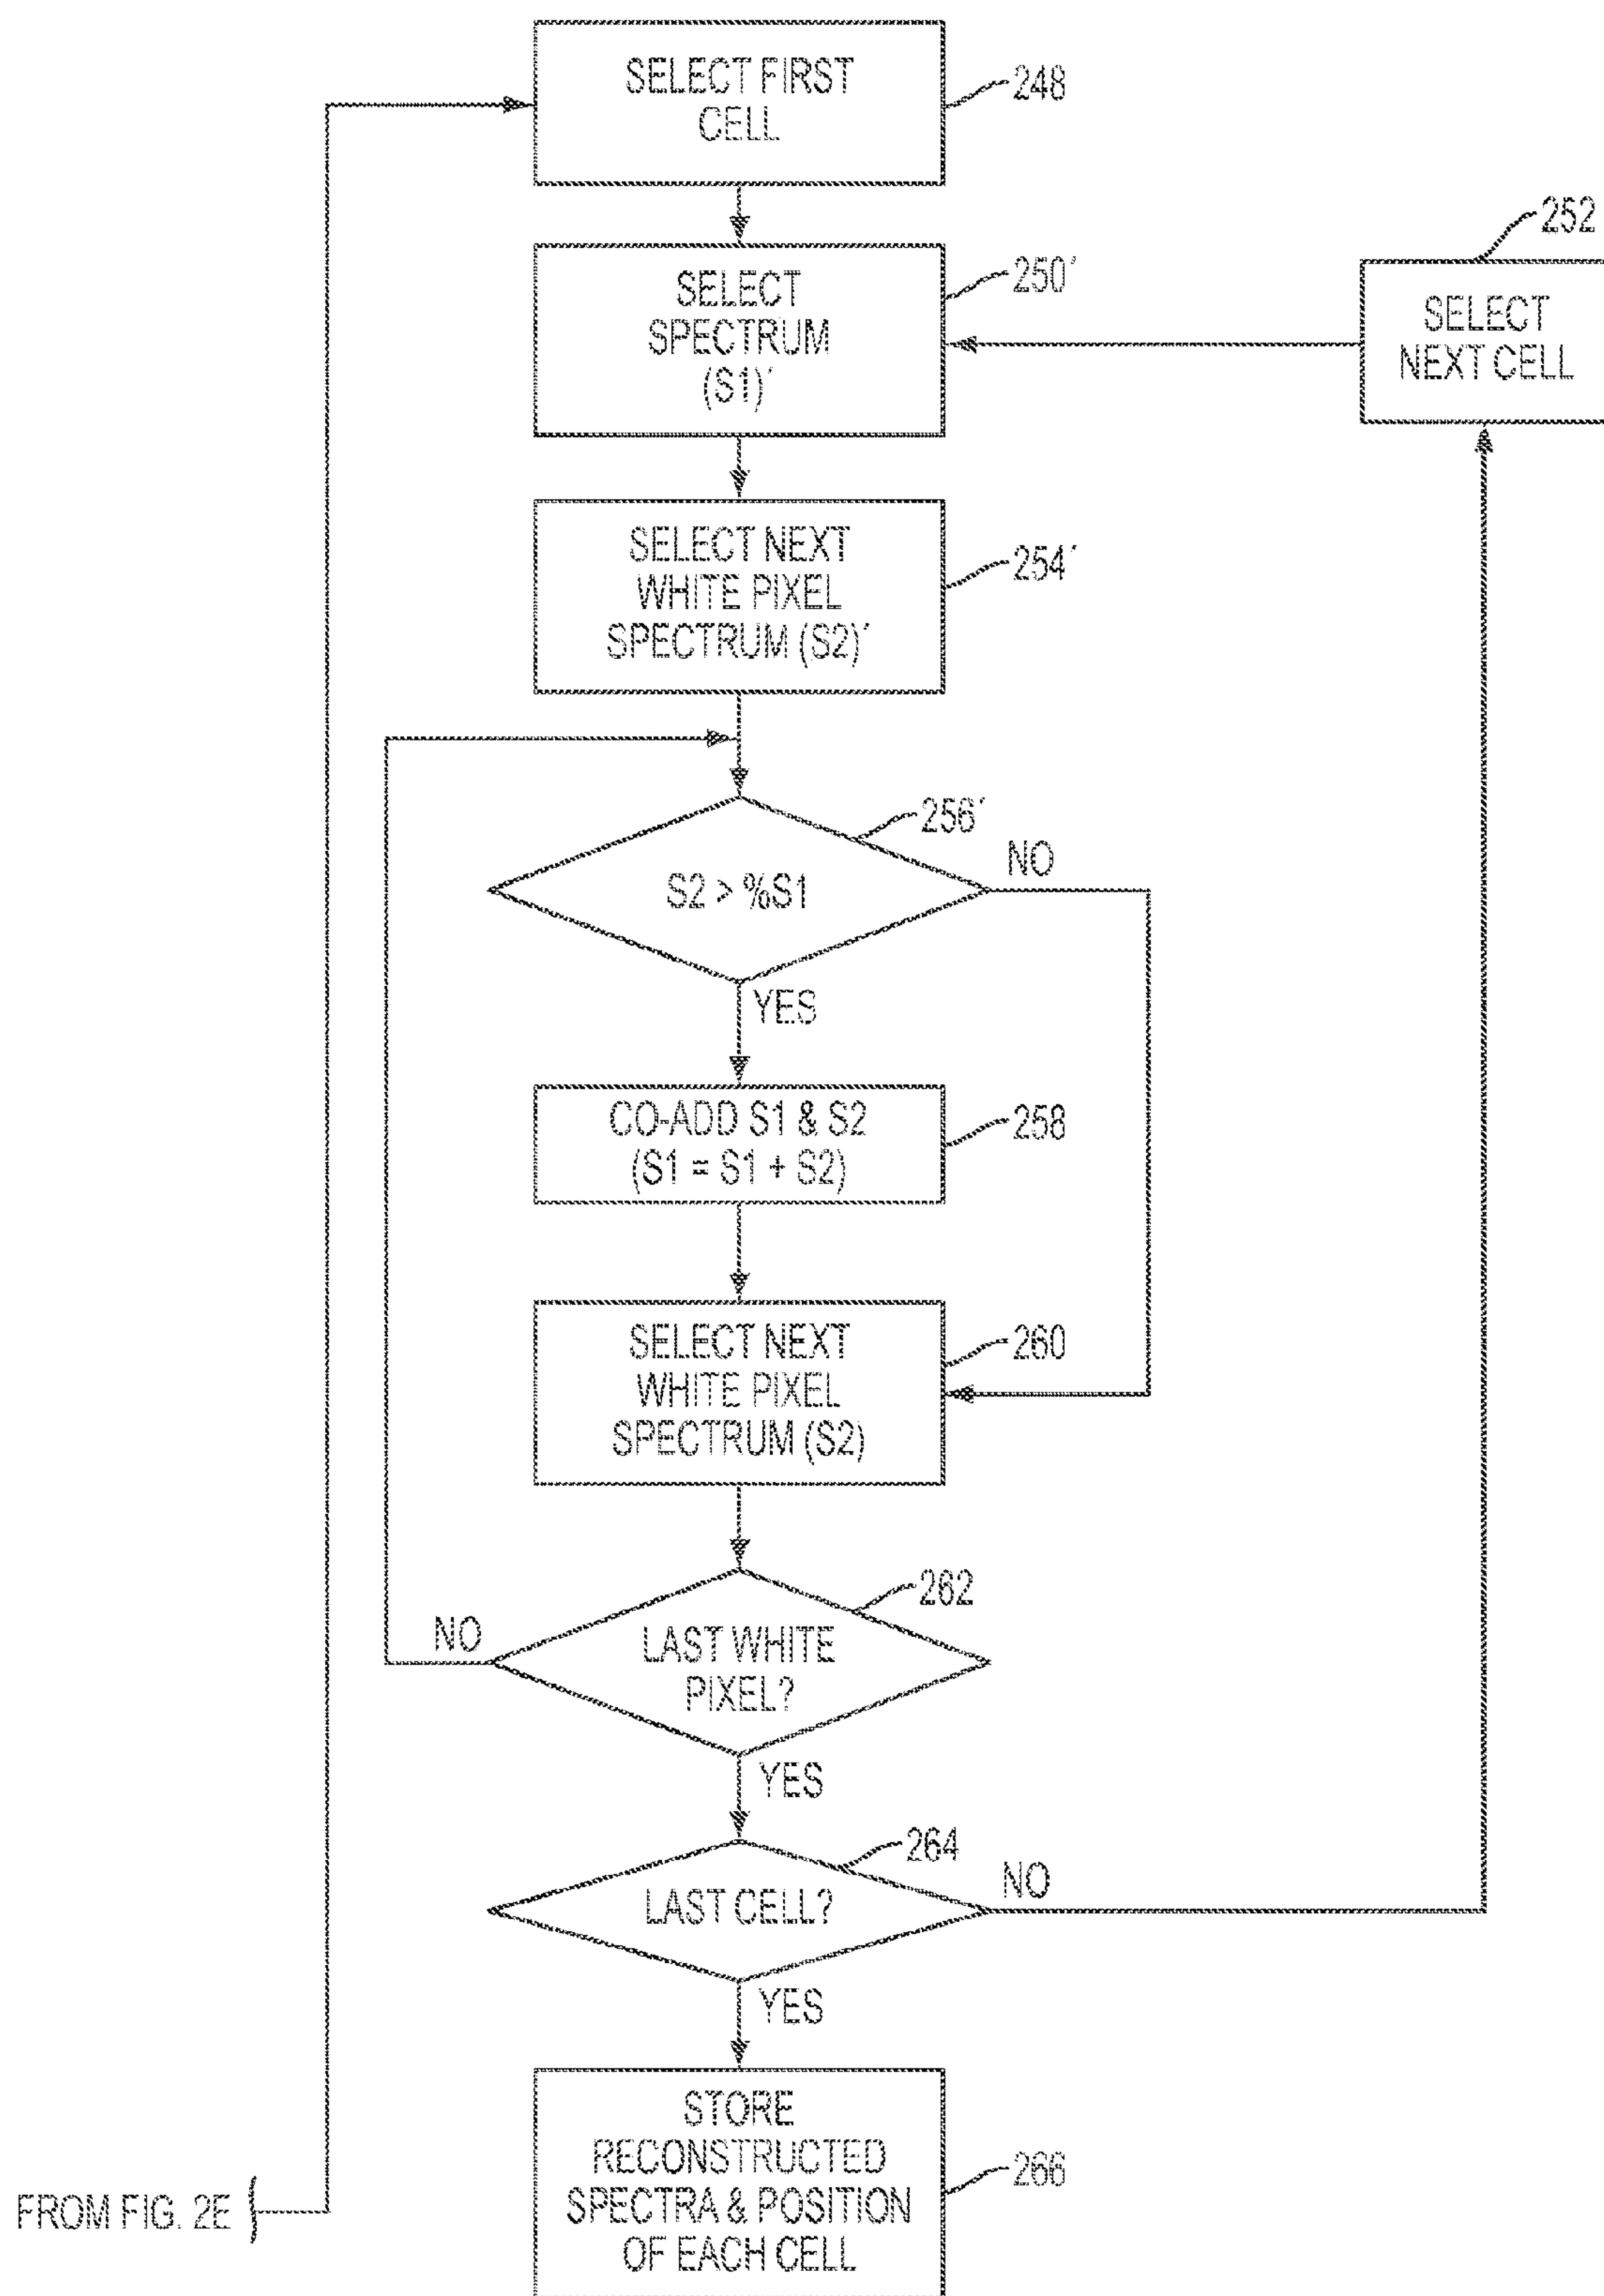 SELECT FIRST
CELL
248
252
SELECT
SPECTRUM
(S1)´
250´
SELECT
NEXT CELL
SELECT NEXT
WHITE PIXEL
SPECTRUM (S2)´
254´
256´
S2 > %S1
NO
YES
CO-ADD S1 & S2
(S1 = S1 + S2)
258
SELECT NEXT
WHITE PIXEL
SPECTRUM (S2)
260
262
NO
LAST WHITE
PIXEL?
YES
264
LAST CELL?
NO
YES
STORE
RECONSTRUCTED
SPECTRA & POSITION
OF EACH CELL
266
FROM FIG. 2E